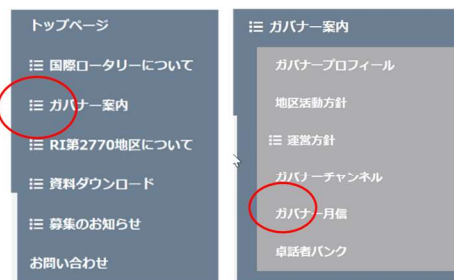 トップページ
国際ロータリーについて
ガバナー案内
RI第2770地区について
資料ダウンロード
募集のお知らせ
お問い合わせ
ガバナー案内
ガバナープロフィール
地区活動方針
運営方針
ガバナーチャンネル
ガバナー月信
卓話者バンク